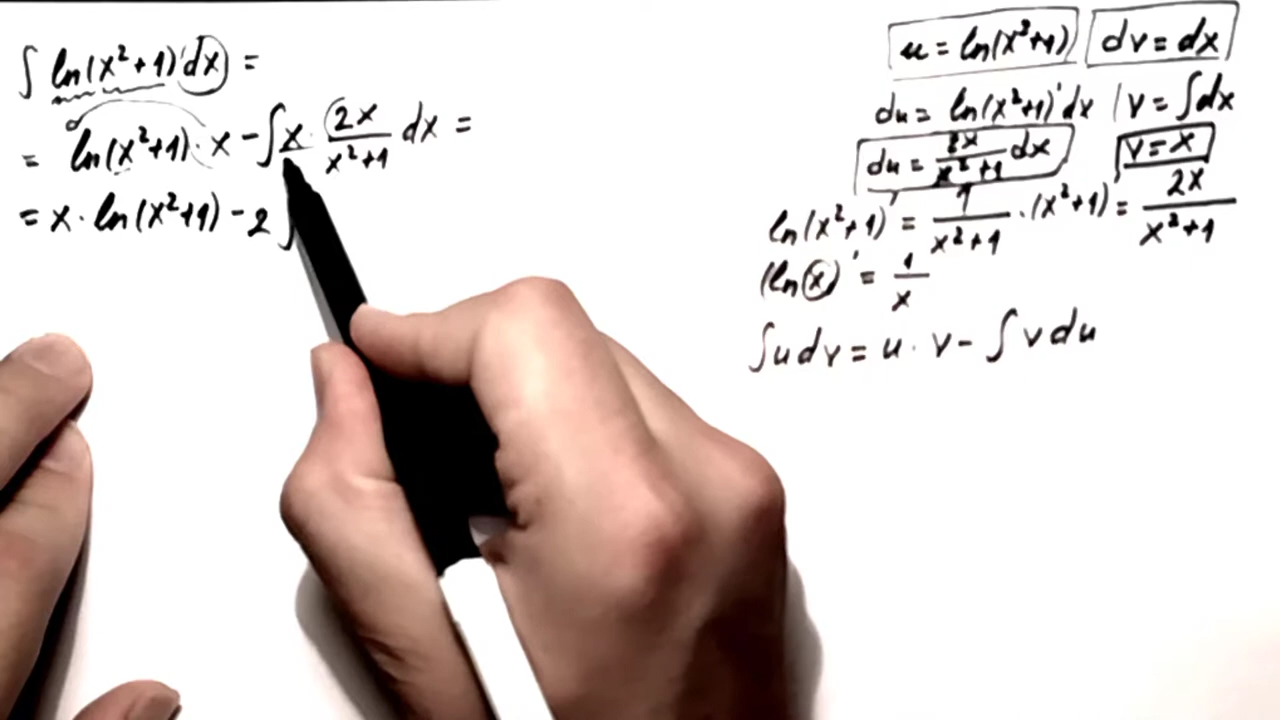 ∫ ln(x²+1) dx =
= ln(x²+1) · x - ∫ x · 2x/(x²+1) dx =
= x · ln(x²+1) - 2 ∫
u = ln(x²+1) dv = dx
du = ln(x²+1)' dx | v = ∫dx
du = 2x/(x²+1) dx v = x
ln(x²+1)' = 1/(x²+1) · (x²+1)' = 2x/(x²+1)
(ln(x))' = 1/x
∫udv = u · v - ∫vdu